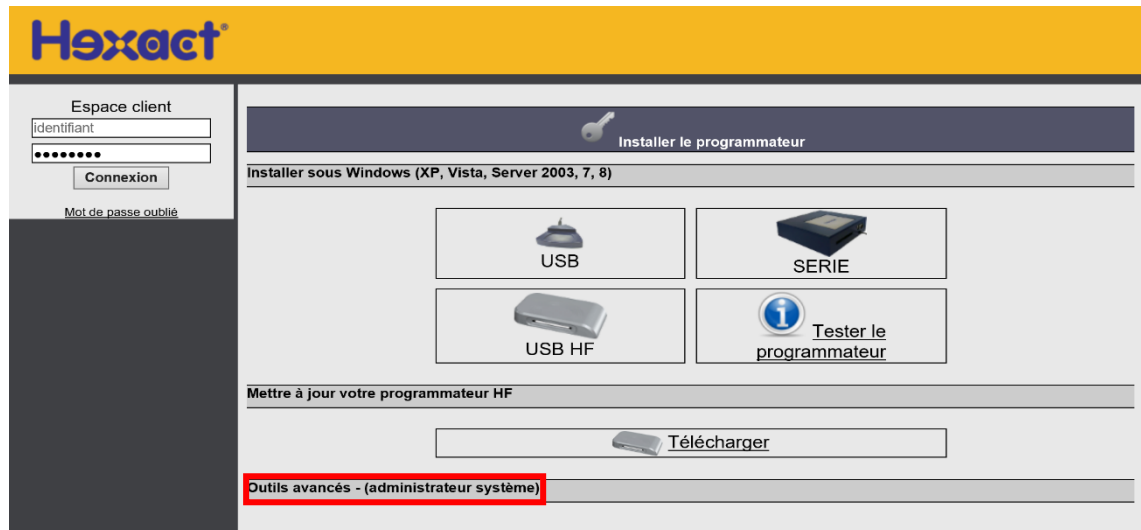 Hexact®
Espace client
identifiant
••••••••
Connexion
Mot de passe oublié
Installer le programmateur
Installer sous Windows (XP, Vista, Server 2003, 7, 8)
USB
SERIE
USB HF
Tester le
programmateur
Mettre à jour votre programmateur HF
Télécharger
Outils avancés - (administrateur système)